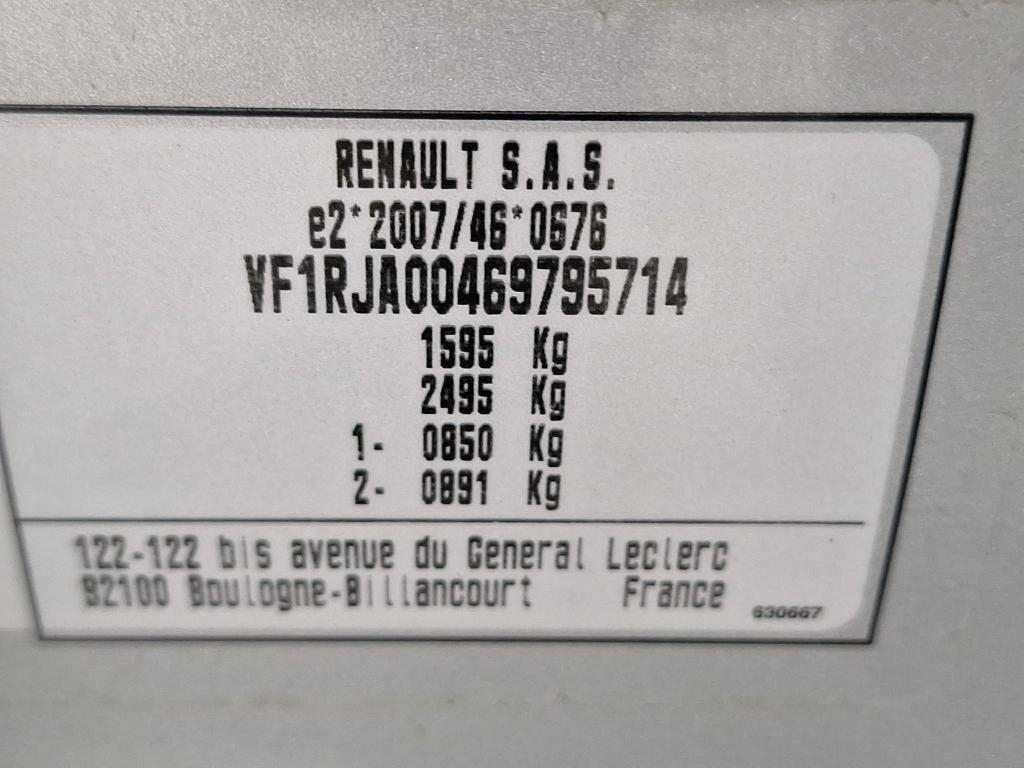 RENAULT S.A.S.
e2*2007/46*0676
VF1RJA00469795714
1595 Kg
2495 Kg
1- 0850 Kg
2- 0891 Kg
122-122 bis avenue du General Leclerc
92100 Boulogne-Billancourt France
630667